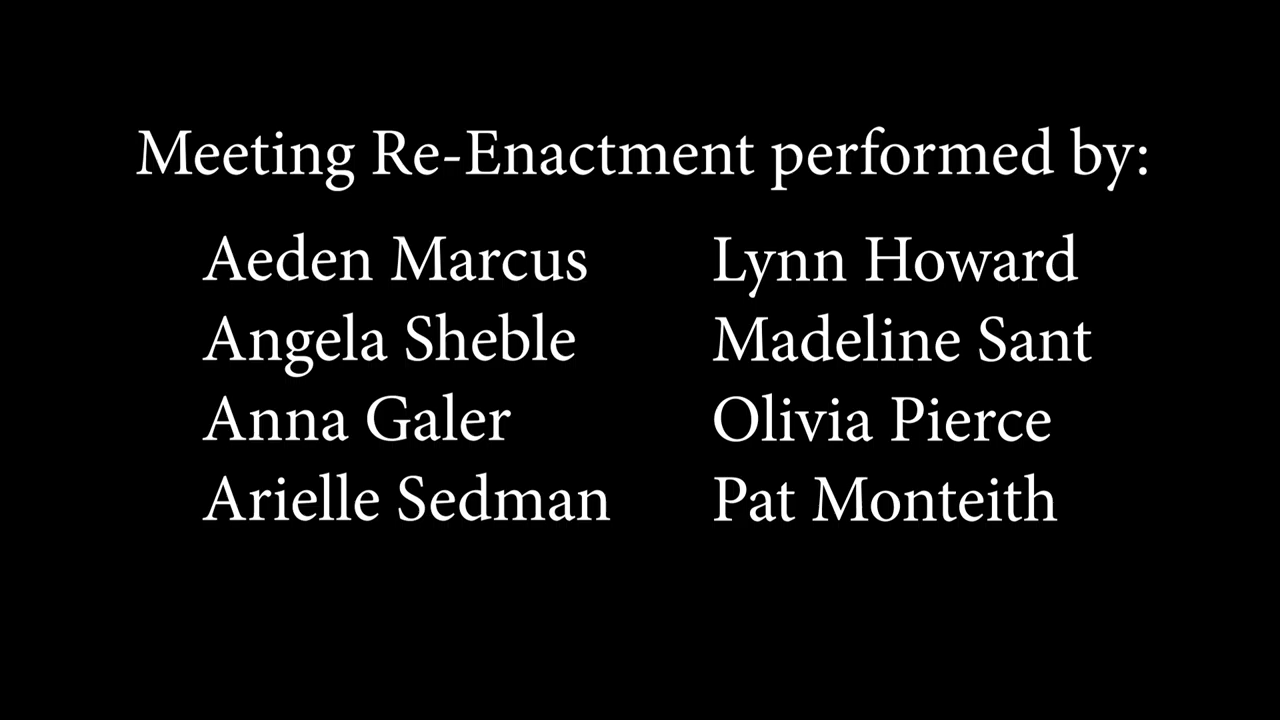 Meeting Re-Enactment performed by:
Aeden Marcus
Angela Sheble
Anna Galer
Arielle Sedman
Lynn Howard
Madeline Sant
Olivia Pierce
Pat Monteith